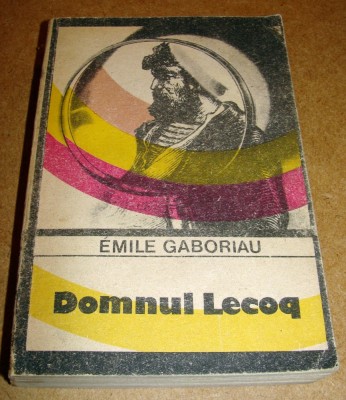 ÉMILE GABORIAU
Domnul Lecoq